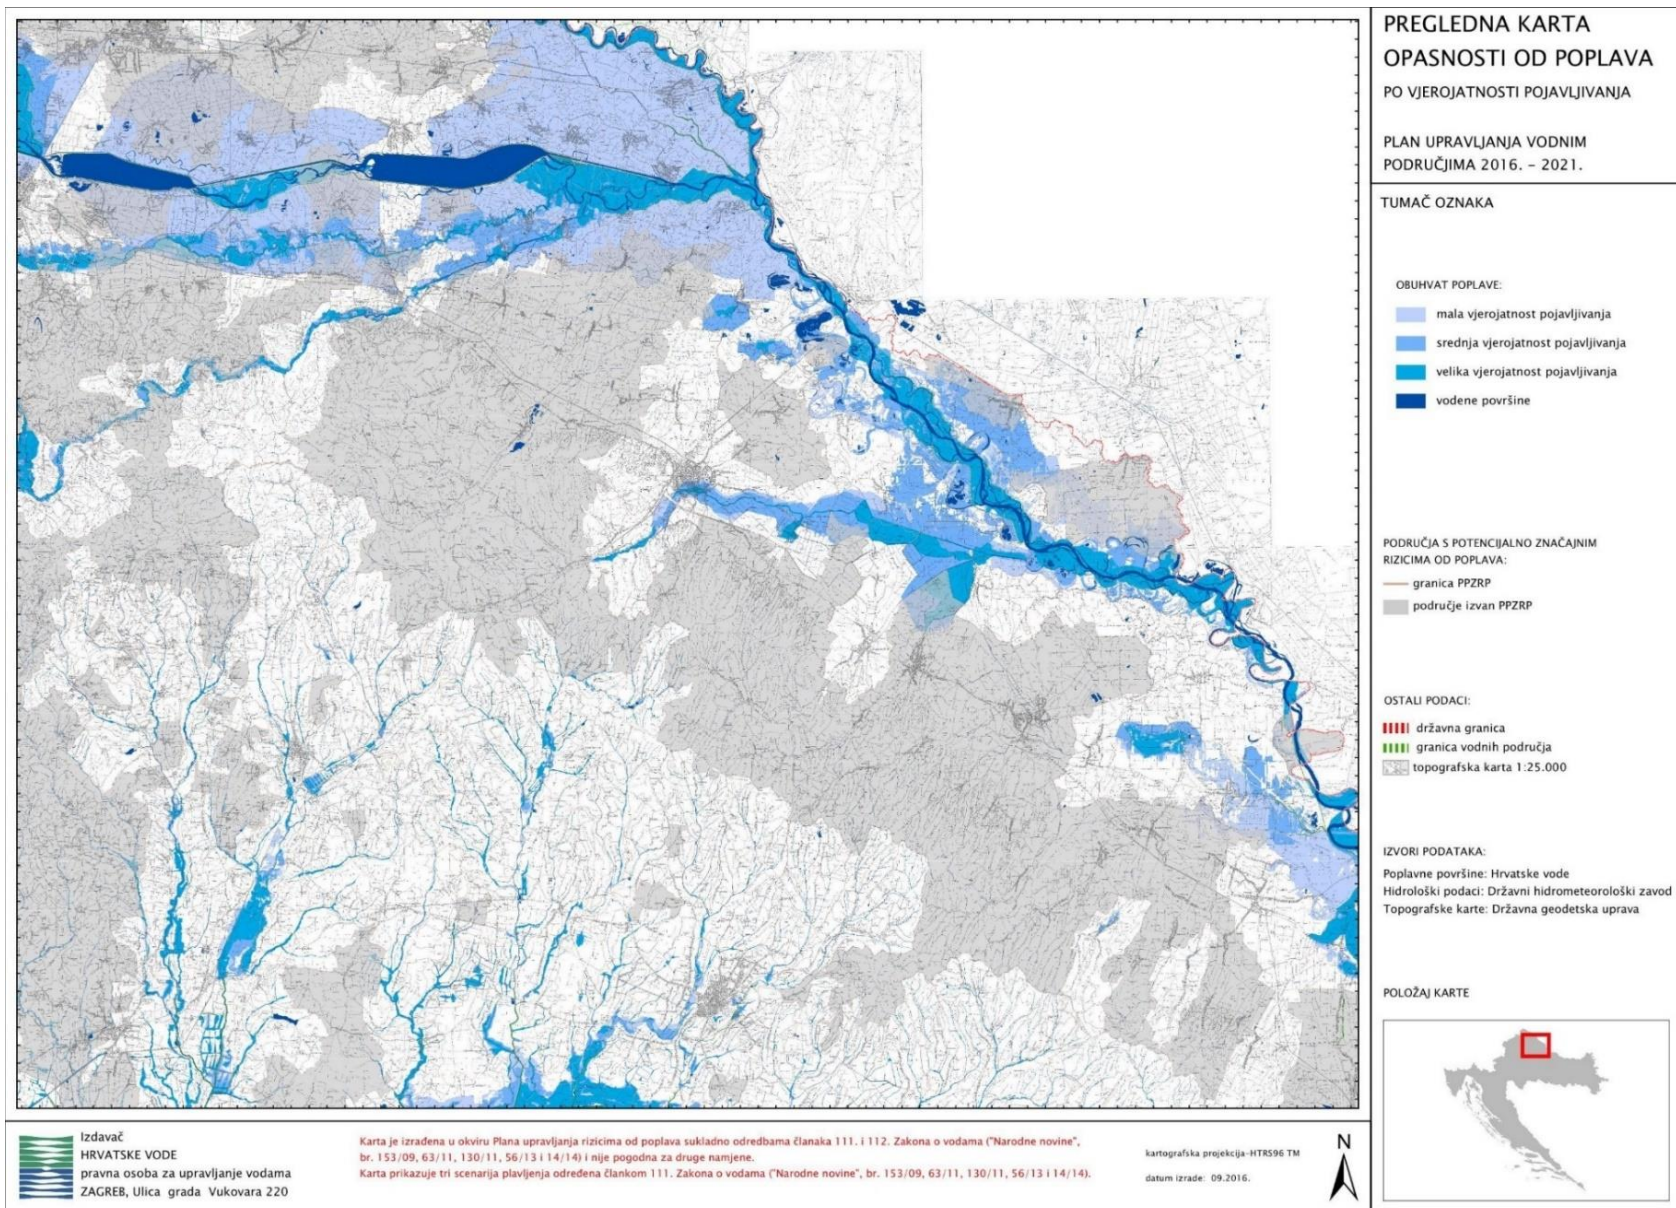 PREGLEDNA KARTA
OPASNOSTI OD POPLAVA
PO VJEROJATNOSTI POJAVLJIVANJA
PLAN UPRAVLJANJA VODNIM
PODRUČJIMA 2016. - 2021.
TUMAČ OZNAKA
OBUHVAT POPLAVE:
mala vjerojatnost pojavljivanja
srednja vjerojatnost pojavljivanja
velika vjerojatnost pojavljivanja
vodene površine
PODRUČJA S POTENCIJALNO ZNAČAJNIM
RIZICIMA OD POPLAVA:
granica PPZRP
područje izvan PPZRP
OSTALI PODACI:
državna granica
granica vodnih područja
topografska karta 1:25.000
IZVORI PODATAKA:
Poplavne površine: Hrvatske vode
Hidrološki podaci: Državni hidrometeorološki zavod
Topografske karte: Državna geodetska uprava
POLOŽAJ KARTE
Izdavač
HRVATSKE VODE
pravna osoba za upravljanje vodama
ZAGREB, Ulica grada Vukovara 220
Karta je izrađena u okviru Plana upravljanja rizicima od poplava sukladno odredbama članaka 111. i 112. Zakona o vodama ("Narodne novine",
br. 153/09, 63/11, 130/11, 56/13 i 14/14) i nije pogodna za druge namjene.
Karta prikazuje tri scenarija plavljenja određena člankom 111. Zakona o vodama ("Narodne novine", br. 153/09, 63/11, 130/11, 56/13 i 14/14).
kartografska projekcija-HTRS96 TM
datum izrade: 09.2016.
N